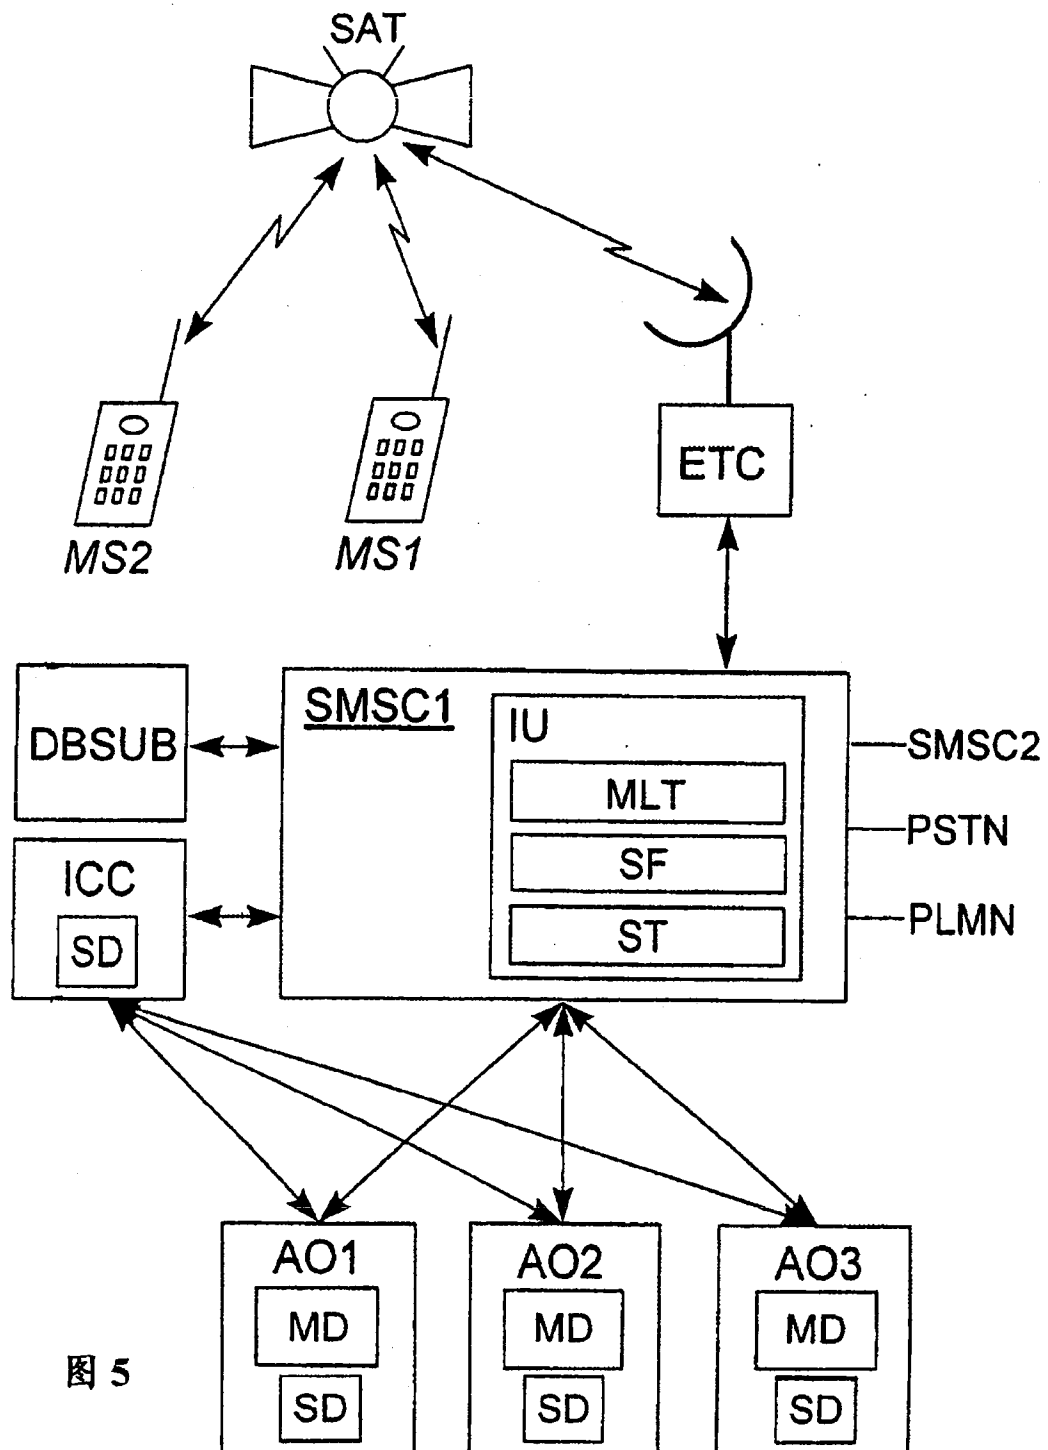 SAT
ETC
MS2
MS1
DBSUB
SMSC1
IU
MLT
SF
ST
SMSC2
PSTN
PLMN
ICC
SD
AO1
MD
SD
AO2
MD
SD
AO3
MD
SD
图 5